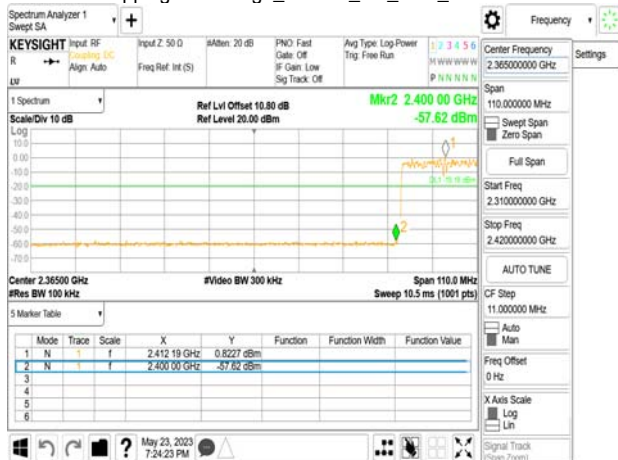 Spectrum Analyzer 1
Swept SA
Frequency
Settings
KEYSIGHT
R
LVI
Input: RF
Coupling: DC
Align: Auto
Input Z: 50 Ω
Freq Ref: Int (S)
#Atten: 20 dB
PNO: Fast
Gate: Off
IF Gain: Low
Sig Track: Off
Avg Type: Log-Power
Trig: Free Run
1 2 3 4 5 6
M W W W W W
P N N N N N
1 Spectrum
Scale/Div 10 dB
Log
Ref Lvl Offset 10.80 dB
Ref Level 20.00 dBm
Mkr2 2.400 00 GHz
-57.62 dBm
10.0
0.00
-10.0
-20.0
-30.0
-40.0
-50.0
-60.0
-70.0
1
2
Center 2.36500 GHz
#Res BW 100 kHz
#Video BW 300 kHz
Span 110.0 MHz
Sweep 10.5 ms (1001 pts)
5 Marker Table
Mode Trace Scale X Y Function Function Width Function Value
1 N 1 f 2.412 19 GHz 0.8227 dBm
2 N 1 f 2.400 00 GHz -57.62 dBm
3
4
5
6
May 23, 2023
7:24:23 PM
Center Frequency
2.365000000 GHz
Span
110.000000 MHz
Swept Span
Zero Span
Full Span
Start Freq
2.310000000 GHz
Stop Freq
2.420000000 GHz
AUTO TUNE
CF Step
11.000000 MHz
Auto
Man
Freq Offset
0 Hz
X Axis Scale
Log
Lin
Signal Track
(Span Zoom)